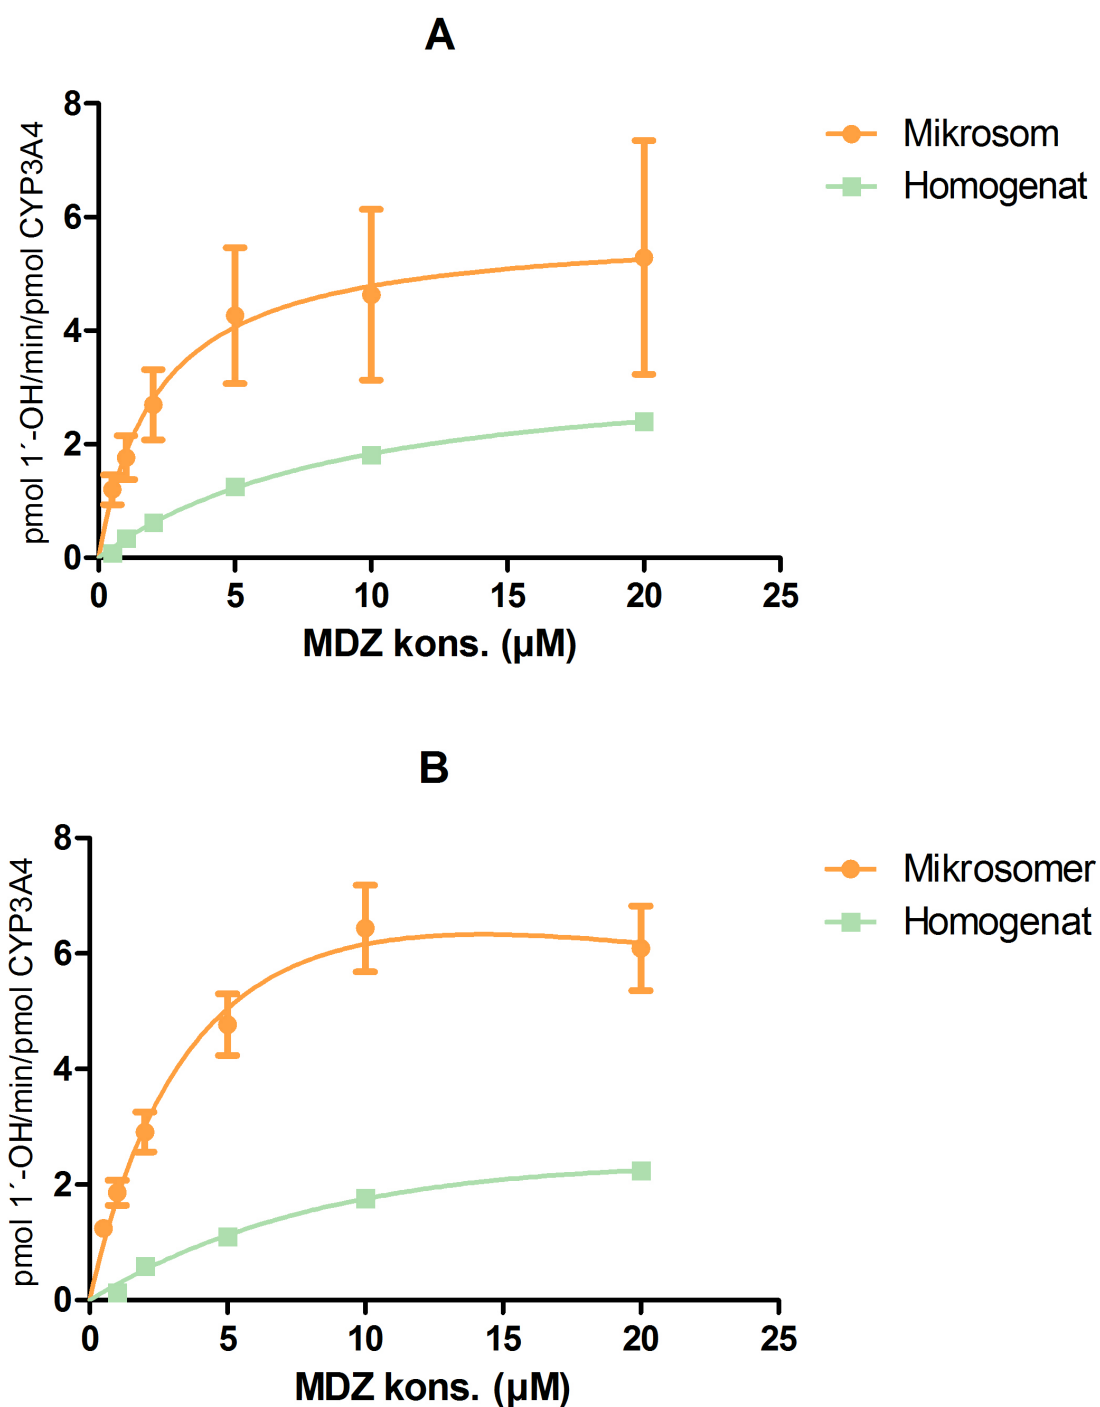 A
pmol 1´-OH/min/pmol CYP3A4
8
6
4
2
0
0 5 10 15 20 25
MDZ kons. (µM)
Mikrosom
Homogenat
B
pmol 1´-OH/min/pmol CYP3A4
8
6
4
2
0
0 5 10 15 20 25
MDZ kons. (µM)
Mikrosomer
Homogenat